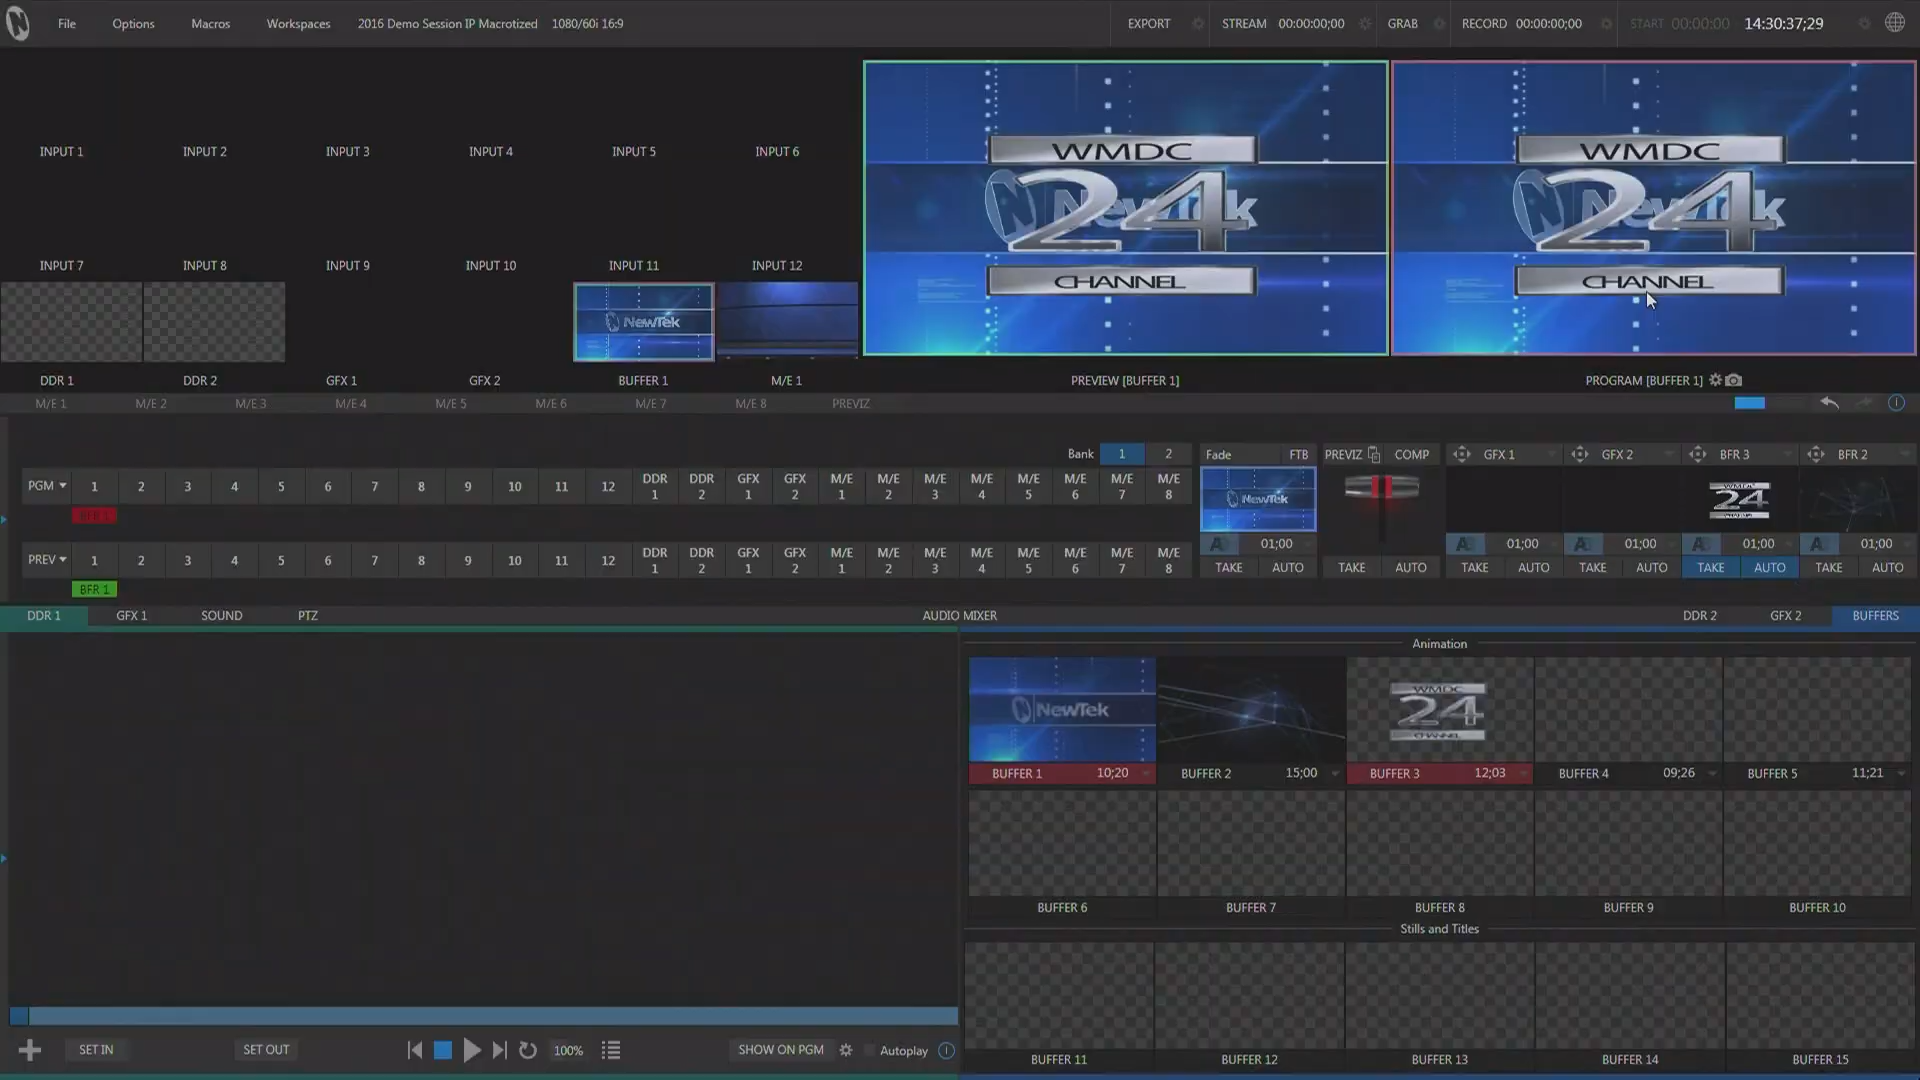 File Options Macros Workspaces 2016 Demo Session IP Macrotized 1080/60i 16:9 EXPORT STREAM 00:00:00;00 GRAB RECORD 00:00:00;00 START 00:00:00 14:30:37;29
INPUT 1 INPUT 2 INPUT 3 INPUT 4 INPUT 5 INPUT 6
WMDC
24
NewTek
CHANNEL
WMDC
24
NewTek
CHANNEL
INPUT 7 INPUT 8 INPUT 9 INPUT 10 INPUT 11 INPUT 12
NewTek
DDR 1 DDR 2 GFX 1 GFX 2 BUFFER 1 M/E 1 PREVIEW [BUFFER 1] PROGRAM [BUFFER 1]
M/E 1 M/E 2 M/E 3 M/E 4 M/E 5 M/E 6 M/E 7 M/E 8 PREVIZ
Bank 1 2 Fade FTB PREVIZ COMP GFX 1 GFX 2 BFR 3 BFR 2
PGM 1 2 3 4 5 6 7 8 9 10 11 12 DDR 1 DDR 2 GFX 1 GFX 2 M/E 1 M/E 2 M/E 3 M/E 4 M/E 5 M/E 6 M/E 7 M/E 8
NewTek
WMDC
24
CHANNEL
BFR 1
01;00 01;00 01;00 01;00 01;00
PREV 1 2 3 4 5 6 7 8 9 10 11 12 DDR 1 DDR 2 GFX 1 GFX 2 M/E 1 M/E 2 M/E 3 M/E 4 M/E 5 M/E 6 M/E 7 M/E 8
TAKE AUTO TAKE AUTO TAKE AUTO TAKE AUTO TAKE AUTO TAKE AUTO
BFR 1
DDR 1 GFX 1 SOUND PTZ AUDIO MIXER DDR 2 GFX 2 BUFFERS
Animation
NewTek
WMDC
24
CHANNEL
BUFFER 1 10;20 BUFFER 2 15;00 BUFFER 3 12;03 BUFFER 4 09;26 BUFFER 5 11;21
BUFFER 6 BUFFER 7 BUFFER 8 BUFFER 9 BUFFER 10
Stills and Titles
SET IN SET OUT 100% SHOW ON PGM Autoplay
BUFFER 11 BUFFER 12 BUFFER 13 BUFFER 14 BUFFER 15